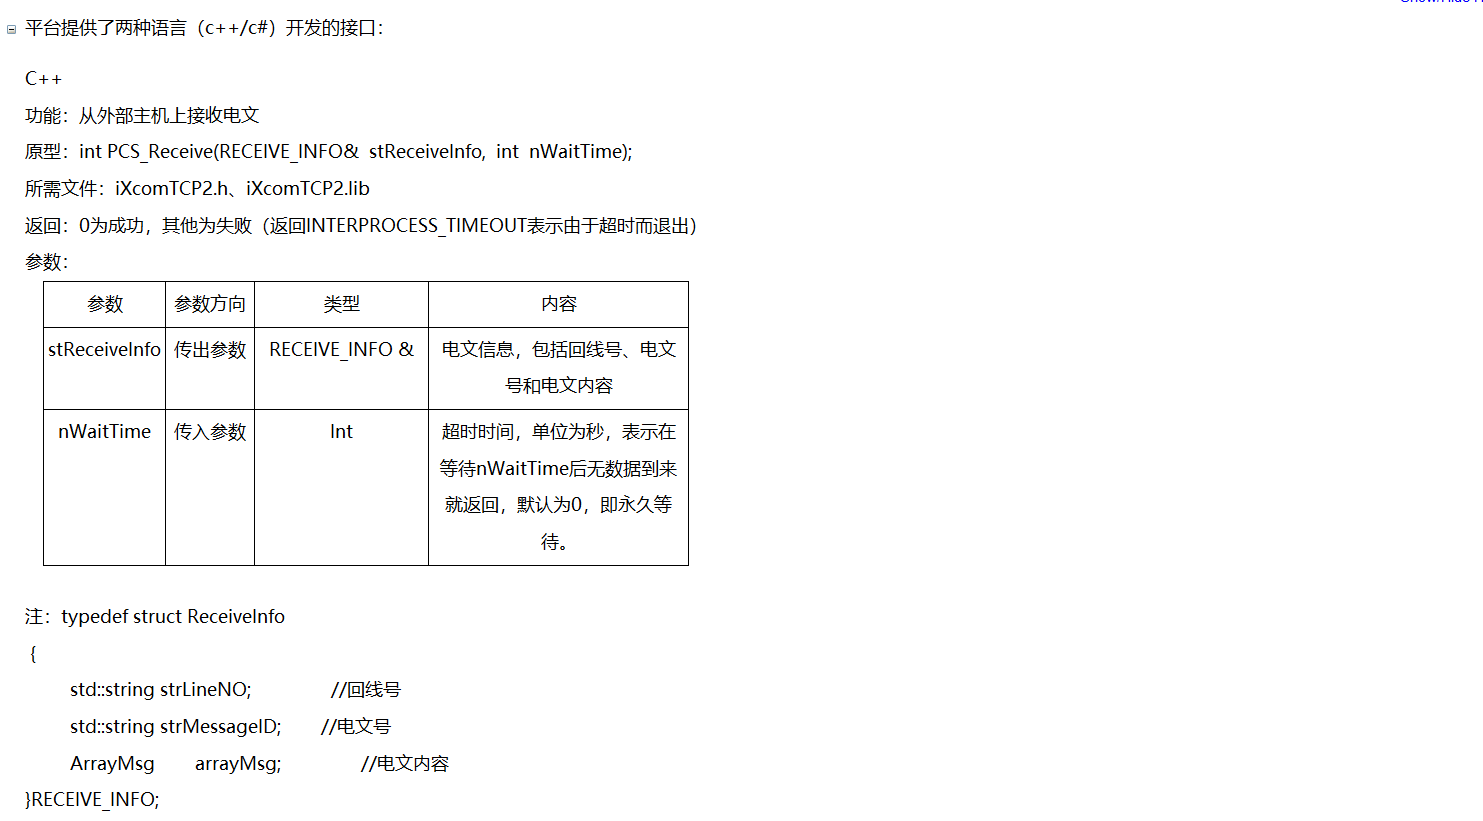 平台提供了两种语言（c++/c#）开发的接口：
C++
功能：从外部主机上接收电文
原型：int PCS_Receive(RECEIVE_INFO& stReceiveInfo, int nWaitTime);
所需文件：iXcomTCP2.h、iXcomTCP2.lib
返回：0为成功，其他为失败（返回INTERPROCESS_TIMEOUT表示由于超时而退出）
参数：
参数 参数方向 类型 内容
stReceiveInfo 传出参数 RECEIVE_INFO & 电文信息，包括回线号、电文
号和电文内容
nWaitTime 传入参数 Int 超时时间，单位为秒，表示在
等待nWaitTime后无数据到来
就返回，默认为0，即永久等
待。
注：typedef struct ReceiveInfo
{
std::string strLineNO; //回线号
std::string strMessageID; //电文号
ArrayMsg arrayMsg; //电文内容
}RECEIVE_INFO;